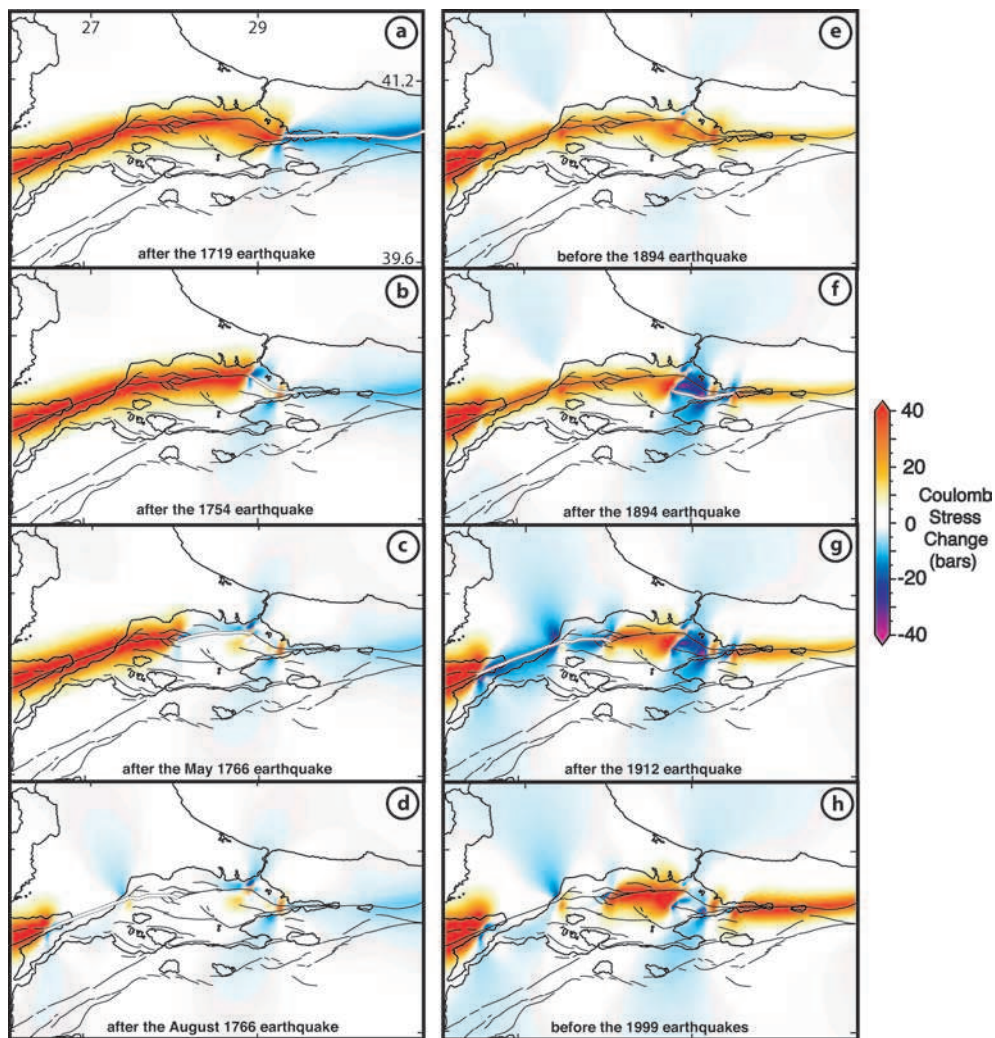 a
27
29
41.2
39.6
after the 1719 earthquake
b
after the 1754 earthquake
c
after the May 1766 earthquake
d
after the August 1766 earthquake
e
before the 1894 earthquake
f
after the 1894 earthquake
g
after the 1912 earthquake
h
before the 1999 earthquakes
40
20
Coulomb
Stress
0
Change
(bars)
-20
-40